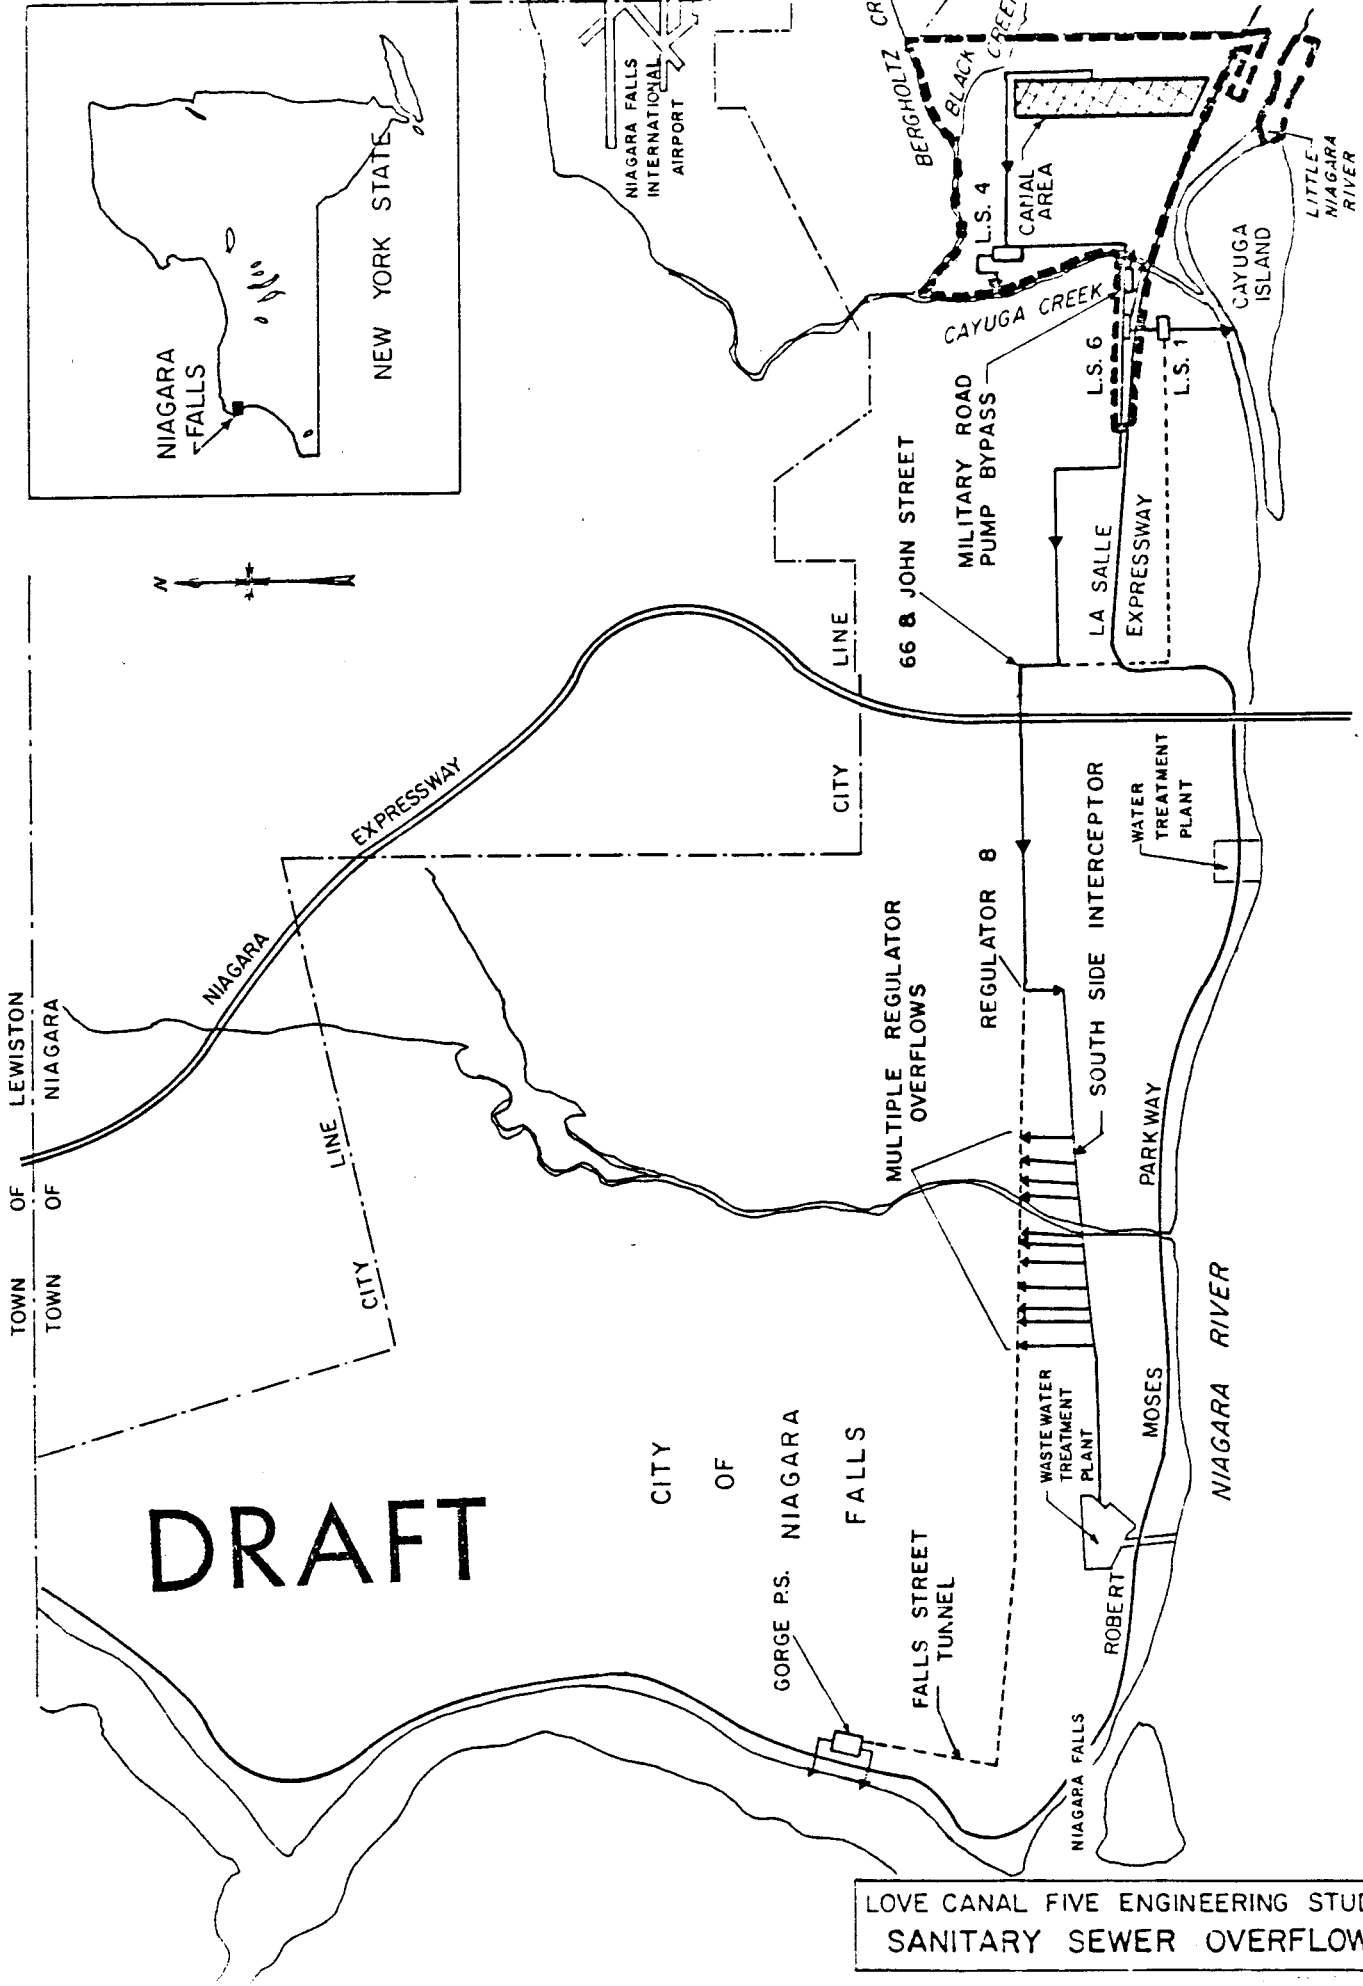 TOWN OF LEWISTON
TOWN OF NIAGARA
NIAGARA EXPRESSWAY
CITY LINE
CITY LINE
N
NIAGARA
FALLS
NEW YORK STATE
NIAGARA FALLS
INTERNATIONAL
AIRPORT
DRAFT
CITY
OF
NIAGARA
FALLS
GORGE P.S.
FALLS STREET
TUNNEL
MULTIPLE REGULATOR
OVERFLOWS
REGULATOR 8
SOUTH SIDE INTERCEPTOR
66 & JOHN STREET
MILITARY ROAD
PUMP BYPASS
CAYUGA CREEK
BERGHOLTZ CR
BLACK CREEK
L.S. 4
CANAL
AREA
L.S. 6
L.S. 1
LA SALLE
EXPRESSWAY
CAYUGA
ISLAND
LITTLE
NIAGARA
RIVER
WATER
TREATMENT
PLANT
WASTEWATER
TREATMENT
PLANT
ROBERT MOSES PARKWAY
NIAGARA RIVER
NIAGARA FALLS
LOVE CANAL FIVE ENGINEERING STUD
SANITARY SEWER OVERFLOW